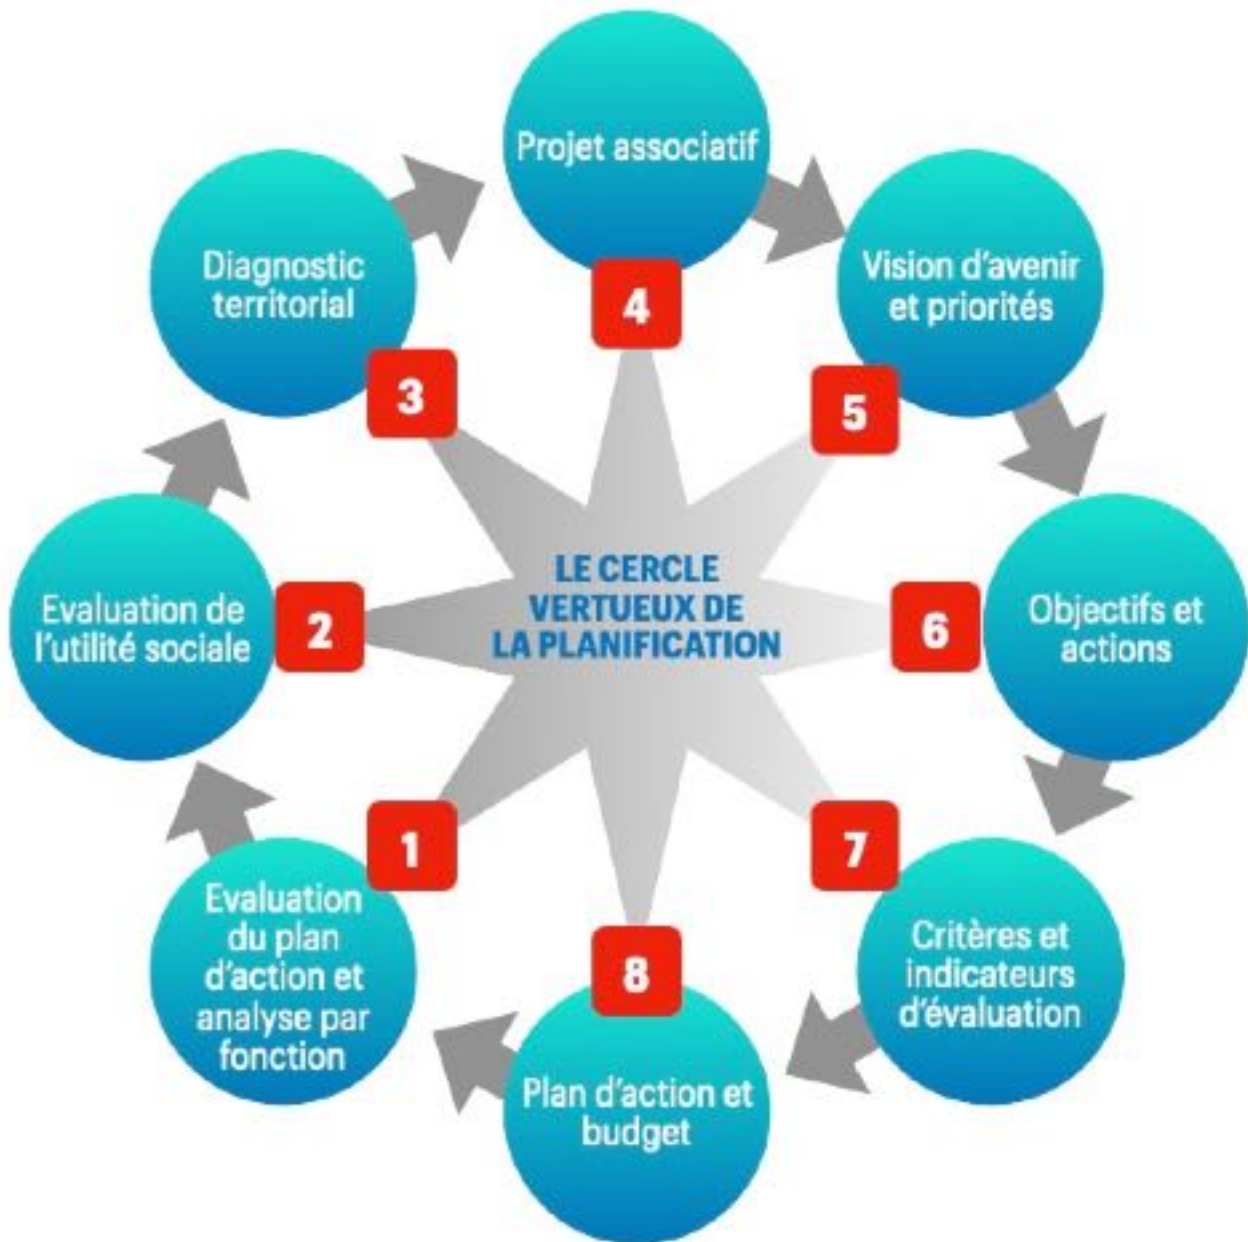 Projet associatif
4
Vision d'avenir
et priorités
5
Objectifs et
actions
6
Critères et
indicateurs
d'évaluation
7
Plan d'action et
budget
8
Evaluation
du plan
d'action et
analyse par
fonction
1
Evaluation de
l'utilité sociale
2
Diagnostic
territorial
3
LE CERCLE
VERTUEUX DE
LA PLANIFICATION